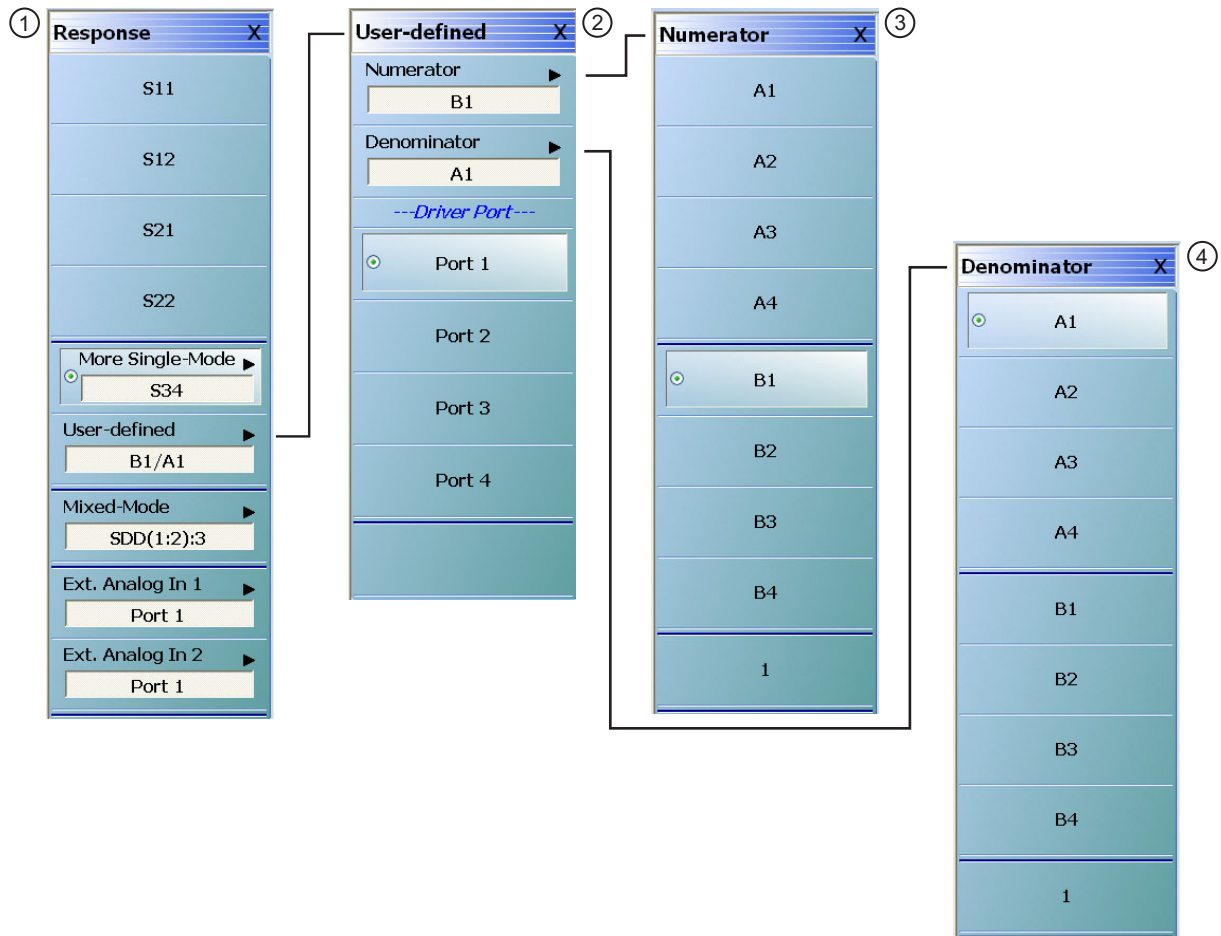 ① Response X
S11
S12
S21
S22
More Single-Mode
S34
User-defined
B1/A1
Mixed-Mode
SDD(1:2):3
Ext. Analog In 1
Port 1
Ext. Analog In 2
Port 1
User-defined X ②
Numerator
B1
Denominator
A1
---Driver Port---
Port 1
Port 2
Port 3
Port 4
Numerator X ③
A1
A2
A3
A4
B1
B2
B3
B4
1
Denominator X ④
A1
A2
A3
A4
B1
B2
B3
B4
1